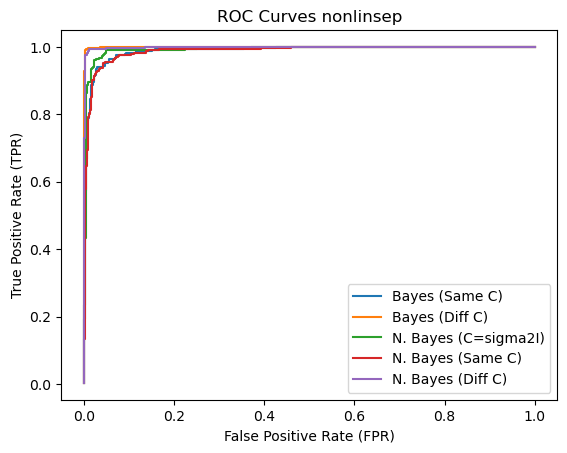 ROC Curves nonlinsep
True Positive Rate (TPR)
1.0
0.8
0.6
0.4
0.2
0.0
0.0 0.2 0.4 0.6 0.8 1.0
False Positive Rate (FPR)
Bayes (Same C)
Bayes (Diff C)
N. Bayes (C=sigma2I)
N. Bayes (Same C)
N. Bayes (Diff C)